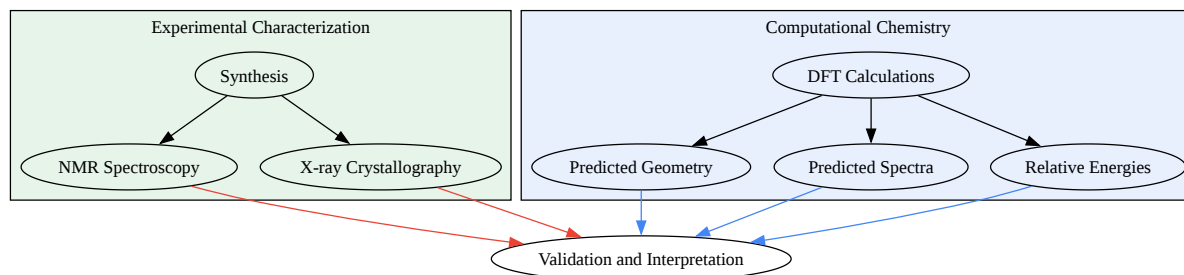 Experimental Characterization
Computational Chemistry
Synthesis
DFT Calculations
NMR Spectroscopy
X-ray Crystallography
Predicted Geometry
Predicted Spectra
Relative Energies
Validation and Interpretation